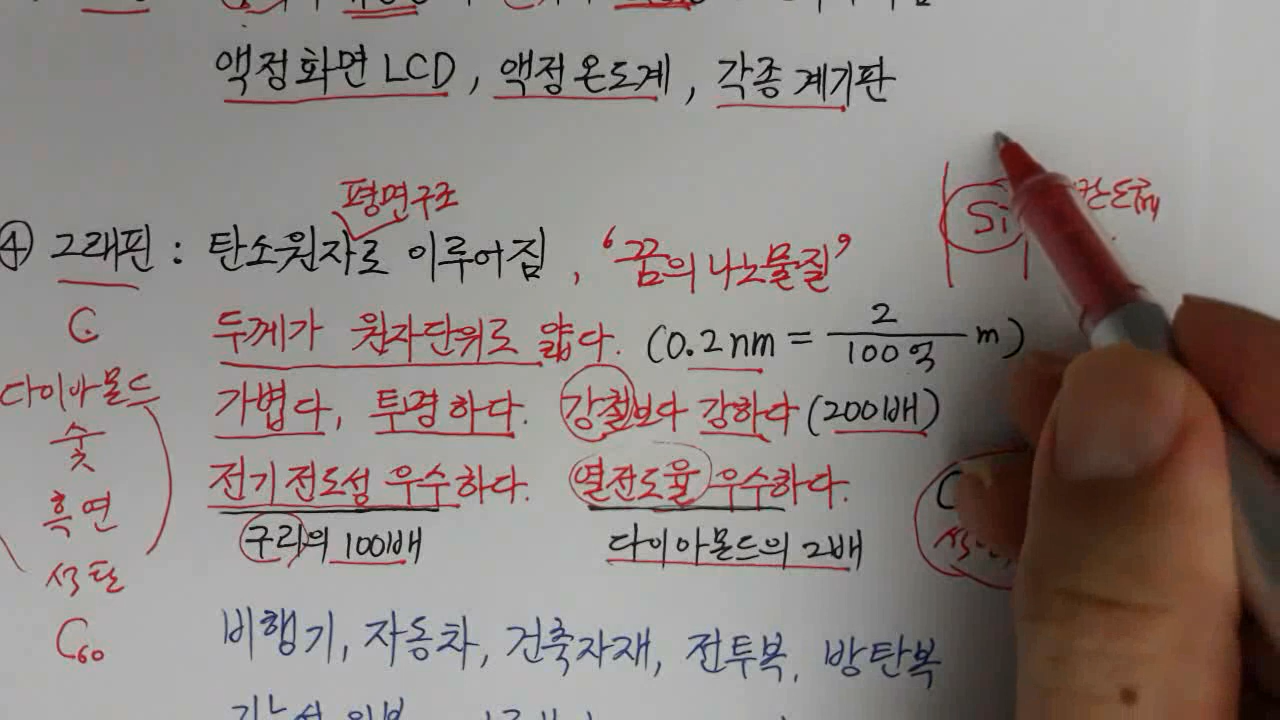 액정화면 LCD, 액정온도계, 각종 계기판
평면구조
④ 그래핀 : 탄소원자로 이루어짐, '꿈의 나노물질'
Si
C
두께가 원자단위로 얇다. (0.2nm = 2/100억 m)
다이아몬드
가볍다, 투명하다. 강철보다 강하다 (200배)
숯
전기 전도성 우수하다. 열전도율 우수하다.
흑연
구리의 100배 다이아몬드의 2배
석탄
C60
비행기, 자동차, 건축자재, 전투복, 방탄복